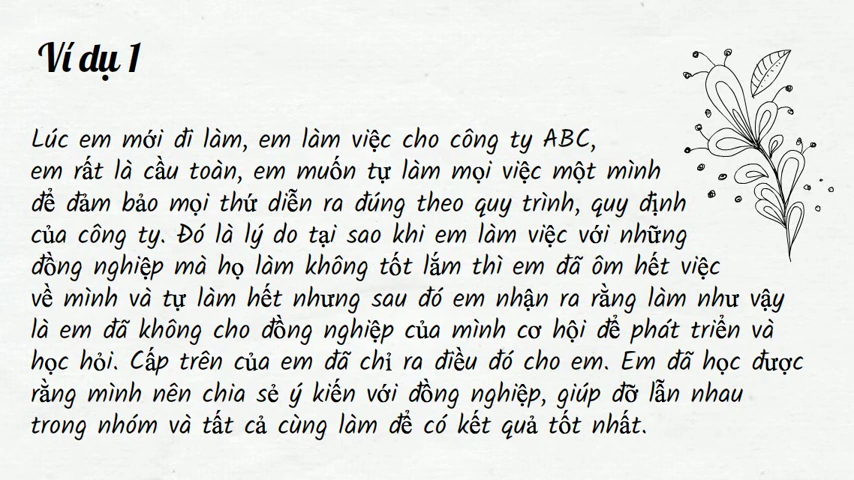 Ví dụ 1
Lúc em mới đi làm, em làm việc cho công ty ABC,
em rất là cầu toàn, em muốn tự làm mọi việc một mình
để đảm bảo mọi thứ diễn ra đúng theo quy trình, quy định
của công ty. Đó là lý do tại sao khi em làm việc với những
đồng nghiệp mà họ làm không tốt lắm thì em đã ôm hết việc
về mình và tự làm hết nhưng sau đó em nhận ra rằng làm như vậy
là em đã không cho đồng nghiệp của mình cơ hội để phát triển và
học hỏi. Cấp trên của em đã chỉ ra điều đó cho em. Em đã học được
rằng mình nên chia sẻ ý kiến với đồng nghiệp, giúp đỡ lẫn nhau
trong nhóm và tất cả cùng làm để có kết quả tốt nhất.